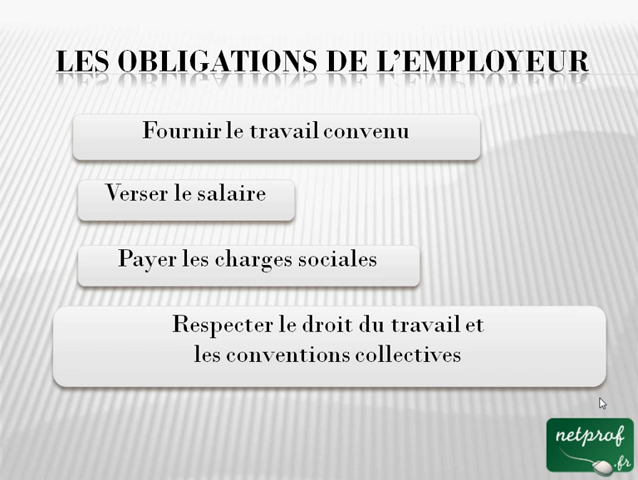 LES OBLIGATIONS DE L’EMPLOYEUR
Fournir le travail convenu
Verser le salaire
Payer les charges sociales
Respecter le droit du travail et
les conventions collectives
netprof
.fr